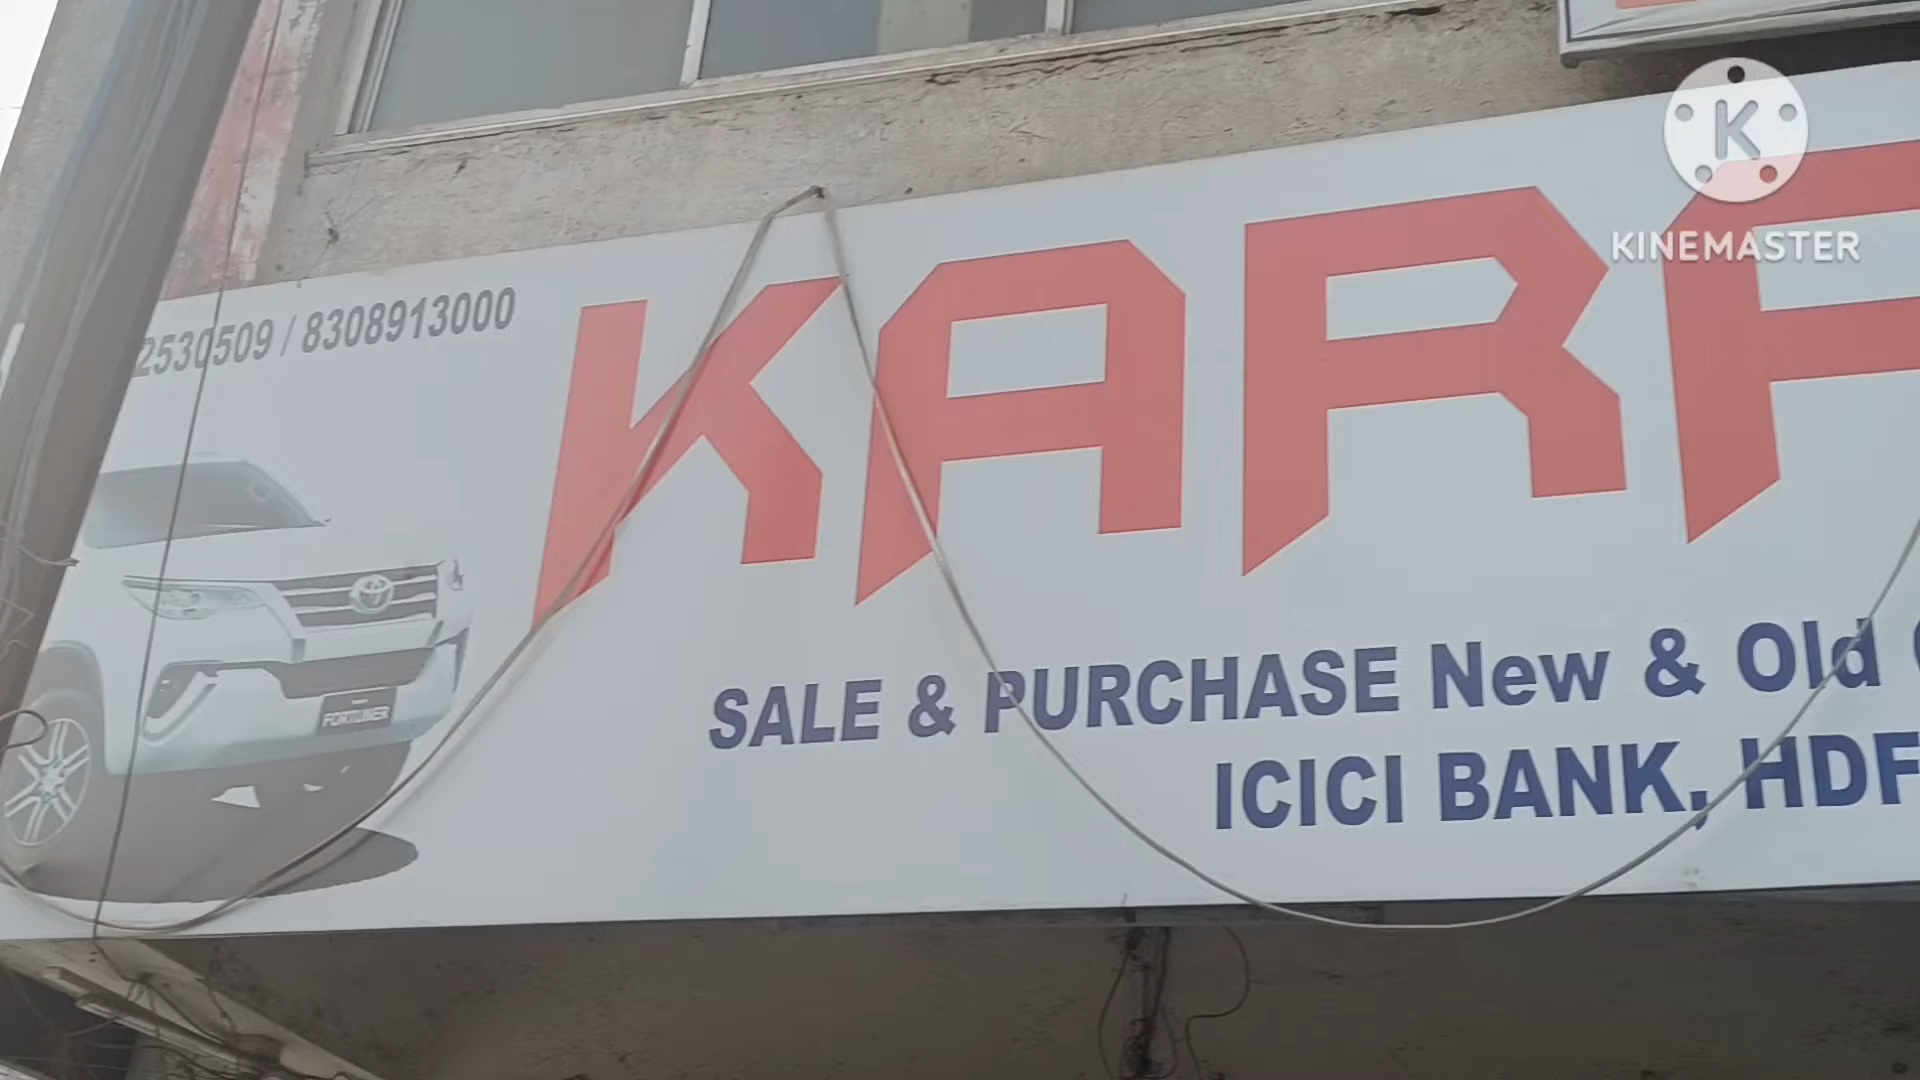 2530509 / 8308913000
KAR
SALE & PURCHASE New & Old
ICICI BANK, HDF
FORTUNER
K
KINEMASTER